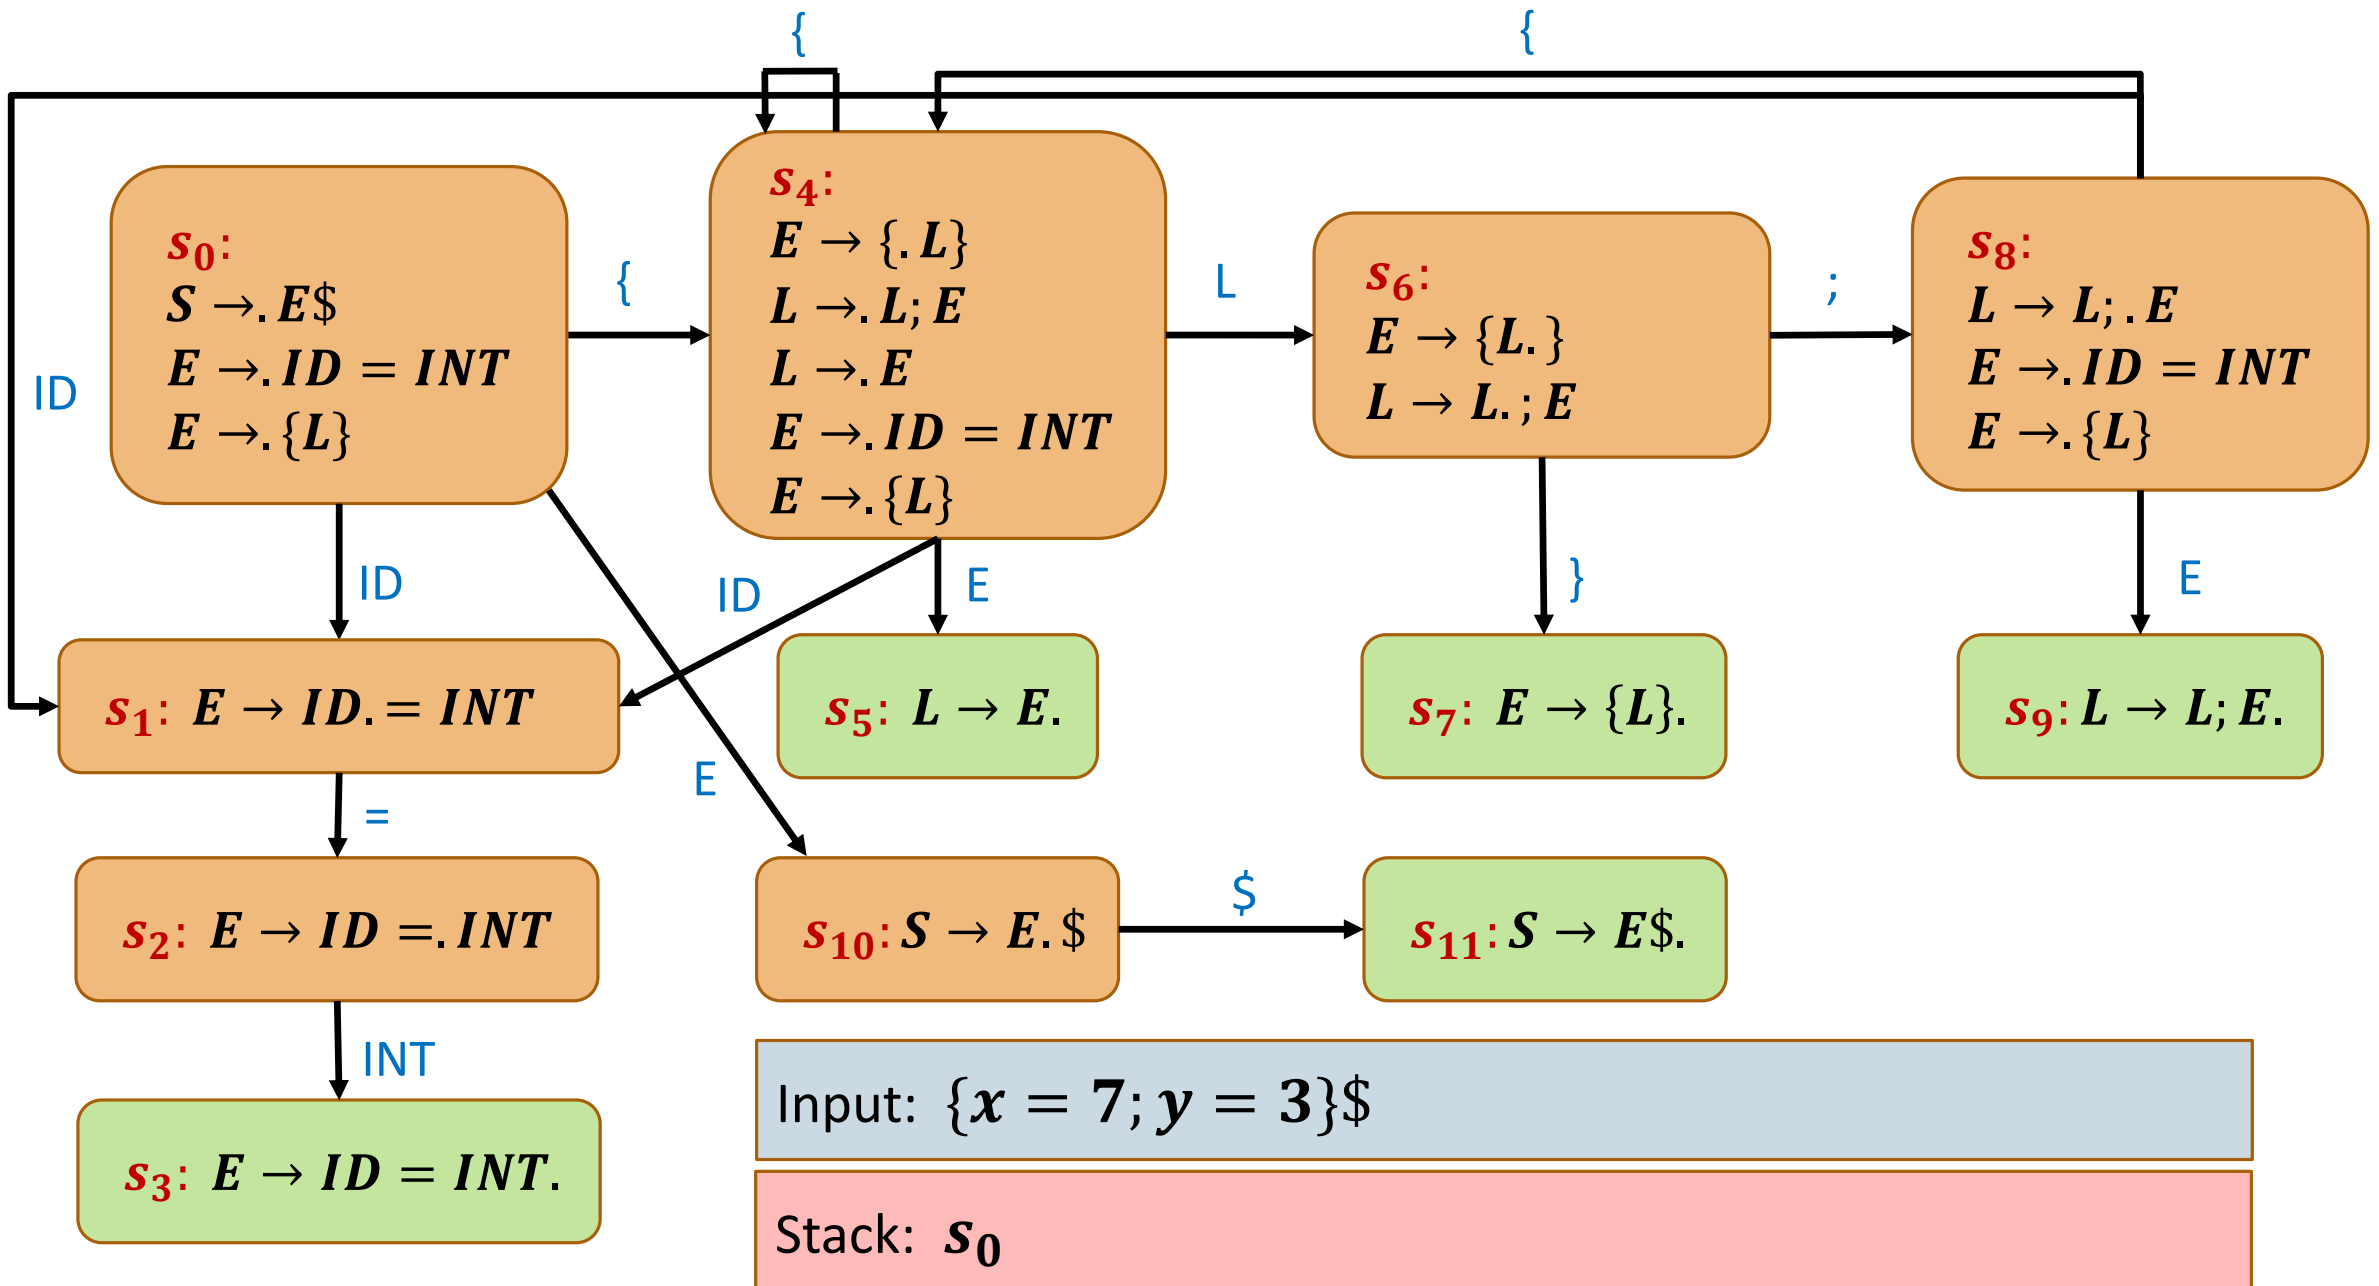 {
{
s0:
S →. E$
E →. ID = INT
E →. {L}
{
s4:
E → {. L}
L →. L; E
L →. E
E →. ID = INT
E →. {L}
L
s6:
E → {L. }
L → L. ; E
;
s8:
L → L; . E
E →. ID = INT
E →. {L}
ID
ID
ID
E
}
E
s1: E → ID. = INT
s5: L → E.
s7: E → {L}.
s9: L → L; E.
E
=
s2: E → ID =. INT
s10: S → E. $
$
s11: S → E$.
INT
s3: E → ID = INT.
Input: {x = 7; y = 3}$
Stack: s0